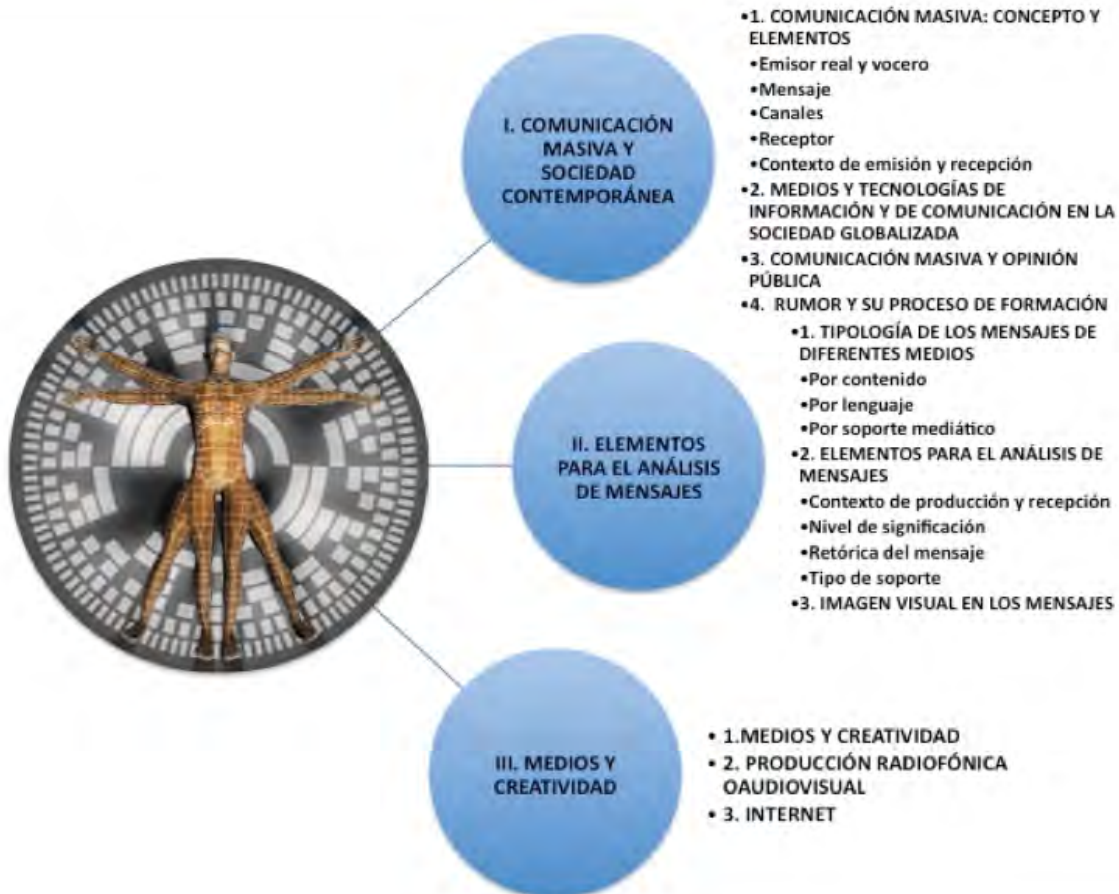 I. COMUNICACIÓN
MASIVA Y
SOCIEDAD
CONTEMPORÁNEA
•1. COMUNICACIÓN MASIVA: CONCEPTO Y
ELEMENTOS
•Emisor real y vocero
•Mensaje
•Canales
•Receptor
•Contexto de emisión y recepción
•2. MEDIOS Y TECNOLOGÍAS DE
INFORMACIÓN Y DE COMUNICACIÓN EN LA
SOCIEDAD GLOBALIZADA
•3. COMUNICACIÓN MASIVA Y OPINIÓN
PÚBLICA
•4. RUMOR Y SU PROCESO DE FORMACIÓN
II. ELEMENTOS
PARA EL ANÁLISIS
DE MENSAJES
•1. TIPOLOGÍA DE LOS MENSAJES DE
DIFERENTES MEDIOS
•Por contenido
•Por lenguaje
•Por soporte mediático
•2. ELEMENTOS PARA EL ANÁLISIS DE
MENSAJES
•Contexto de producción y recepción
•Nivel de significación
•Retórica del mensaje
•Tipo de soporte
•3. IMAGEN VISUAL EN LOS MENSAJES
III. MEDIOS Y
CREATIVIDAD
• 1.MEDIOS Y CREATIVIDAD
• 2. PRODUCCIÓN RADIOFÓNICA
OAUDIOVISUAL
• 3. INTERNET